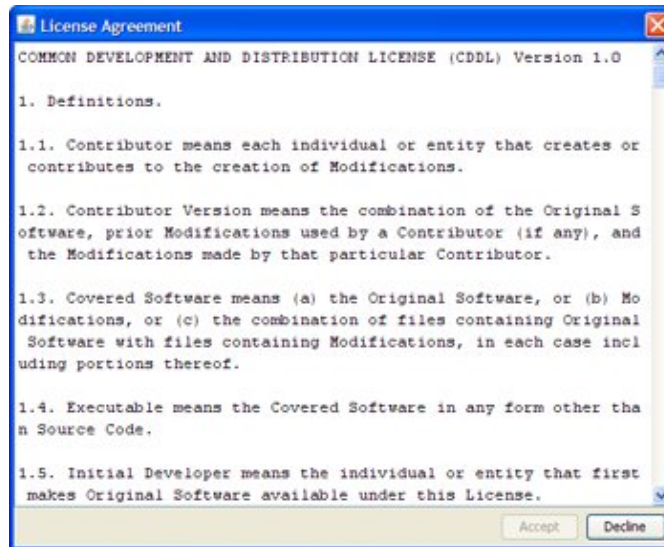 License Agreement
COMMON DEVELOPMENT AND DISTRIBUTION LICENSE (CDDL) Version 1.0
1. Definitions.
1.1. Contributor means each individual or entity that creates or
contributes to the creation of Modifications.
1.2. Contributor Version means the combination of the Original S
oftware, prior Modifications used by a Contributor (if any), and
the Modifications made by that particular Contributor.
1.3. Covered Software means (a) the Original Software, or (b) Mo
difications, or (c) the combination of files containing Original
Software with files containing Modifications, in each case incl
uding portions thereof.
1.4. Executable means the Covered Software in any form other tha
n Source Code.
1.5. Initial Developer means the individual or entity that first
makes Original Software available under this License.
Accept Decline